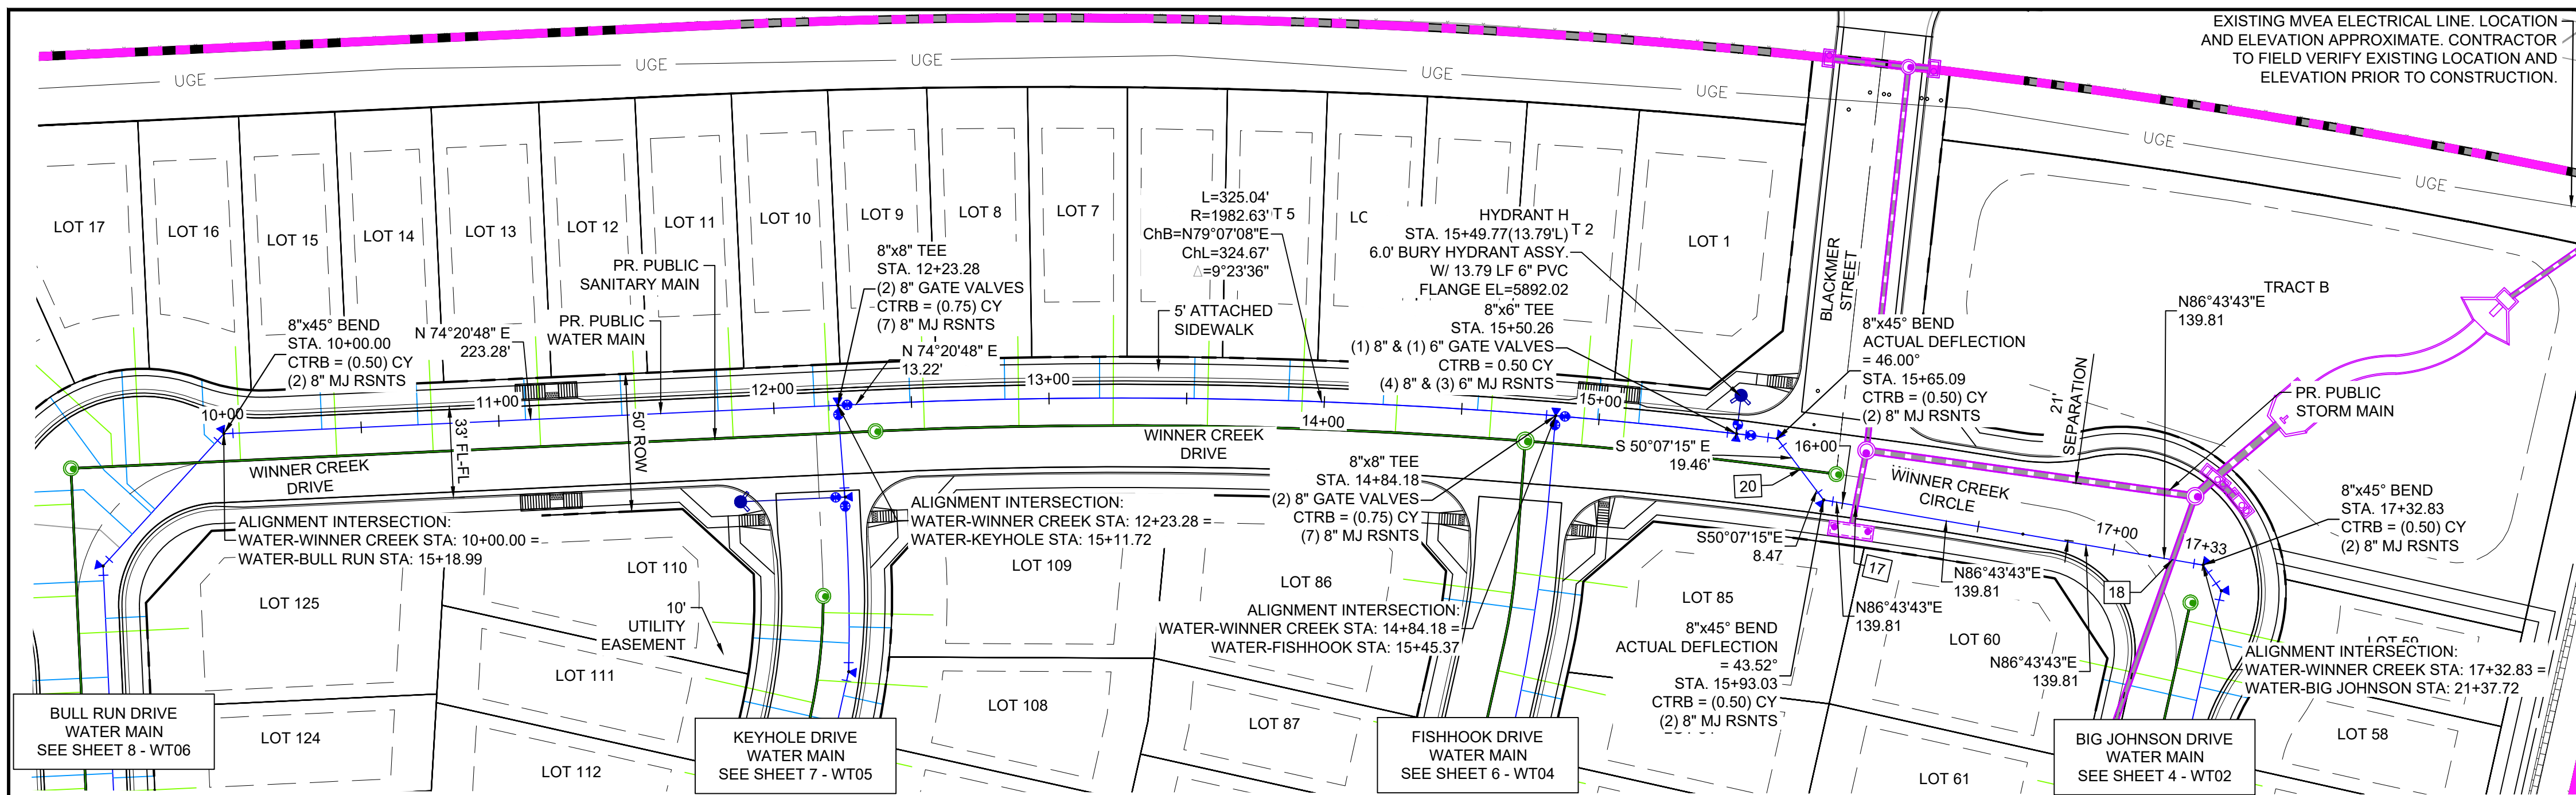 EXISTING MVEA ELECTRICAL LINE. LOCATION
AND ELEVATION APPROXIMATE. CONTRACTOR
TO FIELD VERIFY EXISTING LOCATION AND
ELEVATION PRIOR TO CONSTRUCTION.
UGE
UGE
UGE
UGE
UGE
UGE
UGE
LOT 17
LOT 16
LOT 15
LOT 14
LOT 13
LOT 12
LOT 11
LOT 10
LOT 9
LOT 8
LOT 7
T 5
T 2
LOT 1
L=325.04'
R=1982.63'
ChB=N79°07'08"E
ChL=324.67'
△=9°23'36"
HYDRANT H
STA. 15+49.77(13.79'L)
6.0' BURY HYDRANT ASSY.
W/ 13.79 LF 6" PVC
FLANGE EL=5892.02
8"x6" TEE
STA. 15+50.26
(1) 8" & (1) 6" GATE VALVES
CTRB = 0.50 CY
(4) 8" & (3) 6" MJ RSNTS
BLACKMER
STREET
TRACT B
N86°43'43"E
139.81
8"x8" TEE
STA. 12+23.28
(2) 8" GATE VALVES
CTRB = (0.75) CY
(7) 8" MJ RSNTS
PR. PUBLIC
SANITARY MAIN
PR. PUBLIC
WATER MAIN
5' ATTACHED
SIDEWALK
8"x45° BEND
STA. 10+00.00
CTRB = (0.50) CY
(2) 8" MJ RSNTS
N 74°20'48" E
223.28'
N 74°20'48" E
13.22'
8"x45° BEND
ACTUAL DEFLECTION
= 46.00°
STA. 15+65.09
CTRB = (0.50) CY
(2) 8" MJ RSNTS
21'
SEPARATION
PR. PUBLIC
STORM MAIN
10+00
11+00
12+00
13+00
14+00
15+00
16+00
17+00
17+33
33' FL-FL
50' ROW
WINNER CREEK
DRIVE
WINNER CREEK
DRIVE
WINNER CREEK
CIRCLE
S 50°07'15" E
19.46'
20
17
18
8"x8" TEE
STA. 14+84.18
(2) 8" GATE VALVES
CTRB = (0.75) CY
(7) 8" MJ RSNTS
8"x45° BEND
STA. 17+32.83
CTRB = (0.50) CY
(2) 8" MJ RSNTS
ALIGNMENT INTERSECTION:
WATER-WINNER CREEK STA: 10+00.00 =
WATER-BULL RUN STA: 15+18.99
ALIGNMENT INTERSECTION:
WATER-WINNER CREEK STA: 12+23.28 =
WATER-KEYHOLE STA: 15+11.72
S50°07'15"E
8.47
N86°43'43"E
139.81
N86°43'43"E
139.81
N86°43'43"E
139.81
LOT 125
LOT 110
LOT 109
LOT 86
LOT 85
LOT 60
LOT 59
10'
UTILITY
EASEMENT
ALIGNMENT INTERSECTION:
WATER-WINNER CREEK STA: 14+84.18 =
WATER-FISHHOOK STA: 15+45.37
8"x45° BEND
ACTUAL DEFLECTION
= 43.52°
STA. 15+93.03
CTRB = (0.50) CY
(2) 8" MJ RSNTS
ALIGNMENT INTERSECTION:
WATER-WINNER CREEK STA: 17+32.83 =
WATER-BIG JOHNSON STA: 21+37.72
LOT 124
LOT 111
LOT 112
LOT 108
LOT 87
LOT 61
LOT 58
BULL RUN DRIVE
WATER MAIN
SEE SHEET 8 - WT06
KEYHOLE DRIVE
WATER MAIN
SEE SHEET 7 - WT05
FISHHOOK DRIVE
WATER MAIN
SEE SHEET 6 - WT04
BIG JOHNSON DRIVE
WATER MAIN
SEE SHEET 4 - WT02